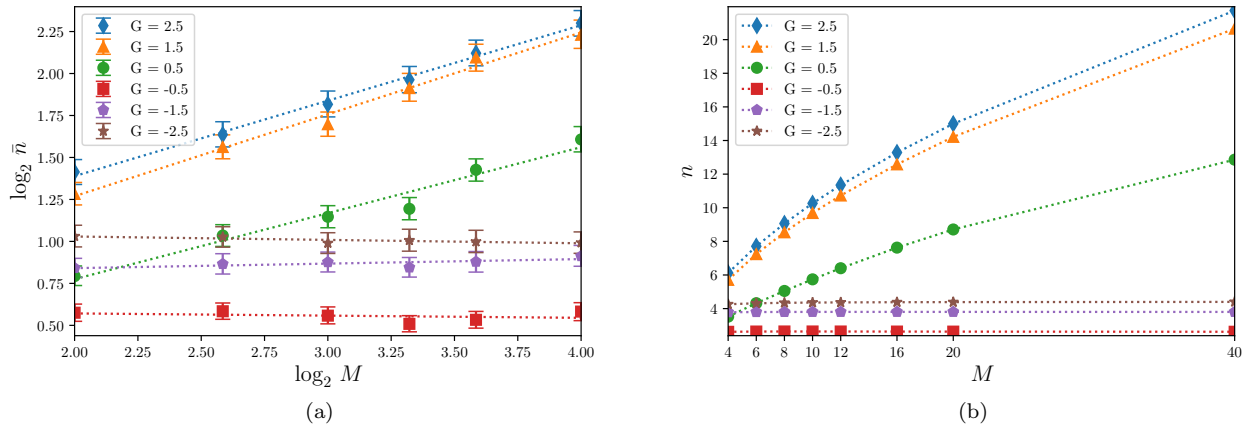 G = 2.5
G = 1.5
G = 0.5
G = -0.5
G = -1.5
G = -2.5
2.25
2.00
1.75
1.50
1.25
1.00
0.75
0.50
log₂ n̄
2.00 2.25 2.50 2.75 3.00 3.25 3.50 3.75 4.00
log₂ M
(a)
G = 2.5
G = 1.5
G = 0.5
G = -0.5
G = -1.5
G = -2.5
20
18
16
14
12
10
8
6
4
n
4 6 8 10 12 16 20 40
M
(b)